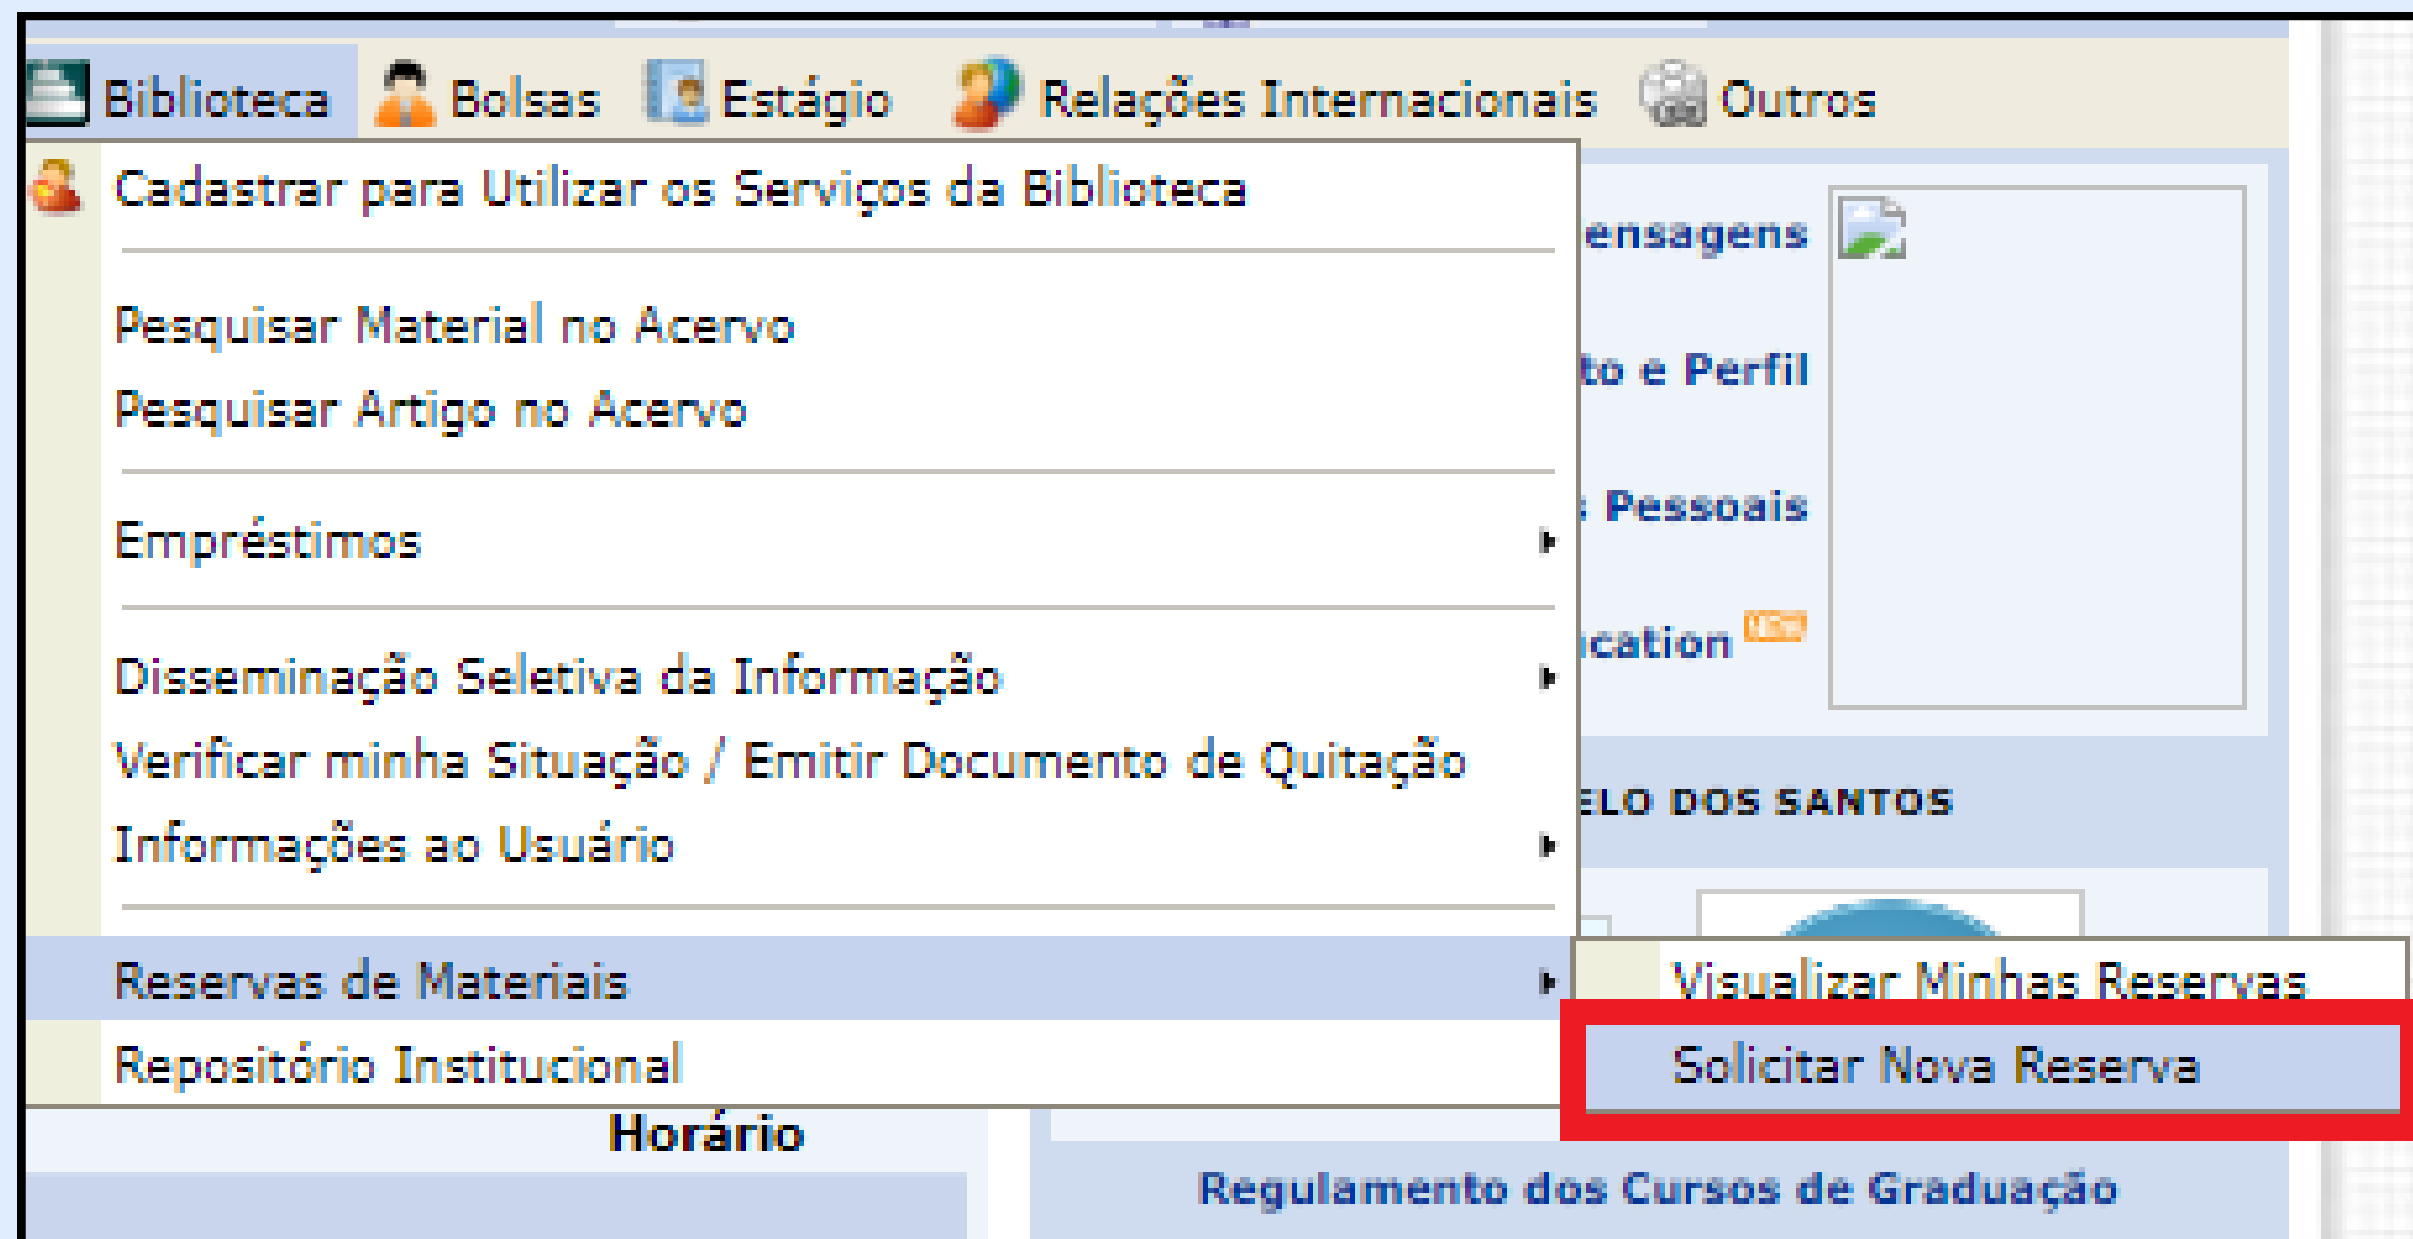 Biblioteca Bolsas Estágio Relações Internacionais Outros
Cadastrar para Utilizar os Serviços da Biblioteca
Pesquisar Material no Acervo
Pesquisar Artigo no Acervo
Empréstimos
Disseminação Seletiva da Informação
Verificar minha Situação / Emitir Documento de Quitação
Informações ao Usuário
Reservas de Materiais
Repositório Institucional
Visualizar Minhas Reservas
Solicitar Nova Reserva
ensagens
to e Perfil
s Pessoais
cation
ELO DOS SANTOS
Horário
Regulamento dos Cursos de Graduação